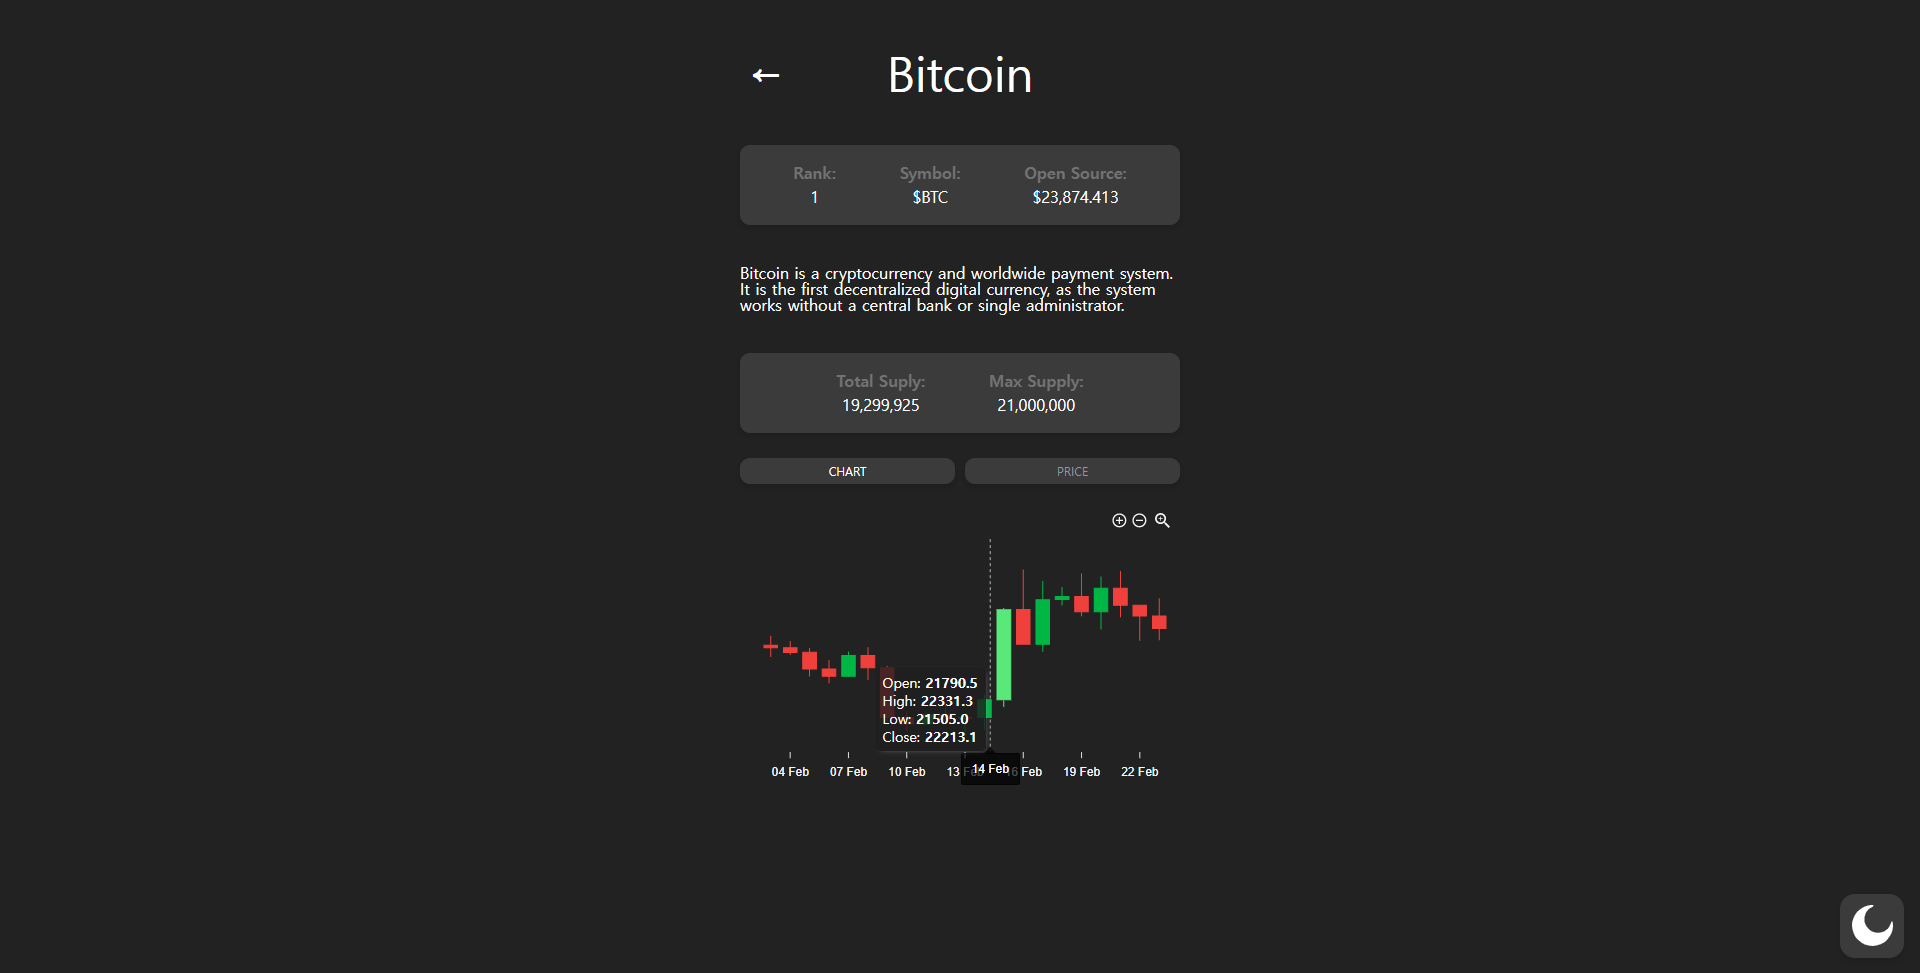 Bitcoin
Rank: Symbol: Open Source:
1 $BTC $23,874.413
Bitcoin is a cryptocurrency and worldwide payment system.
It is the first decentralized digital currency, as the system
works without a central bank or single administrator.
Total Suply: Max Supply:
19,299,925 21,000,000
CHART PRICE
Open: 21790.5
High: 22331.3
Low: 21505.0
Close: 22213.1
04 Feb 07 Feb 10 Feb 13 14 Feb Feb 19 Feb 22 Feb